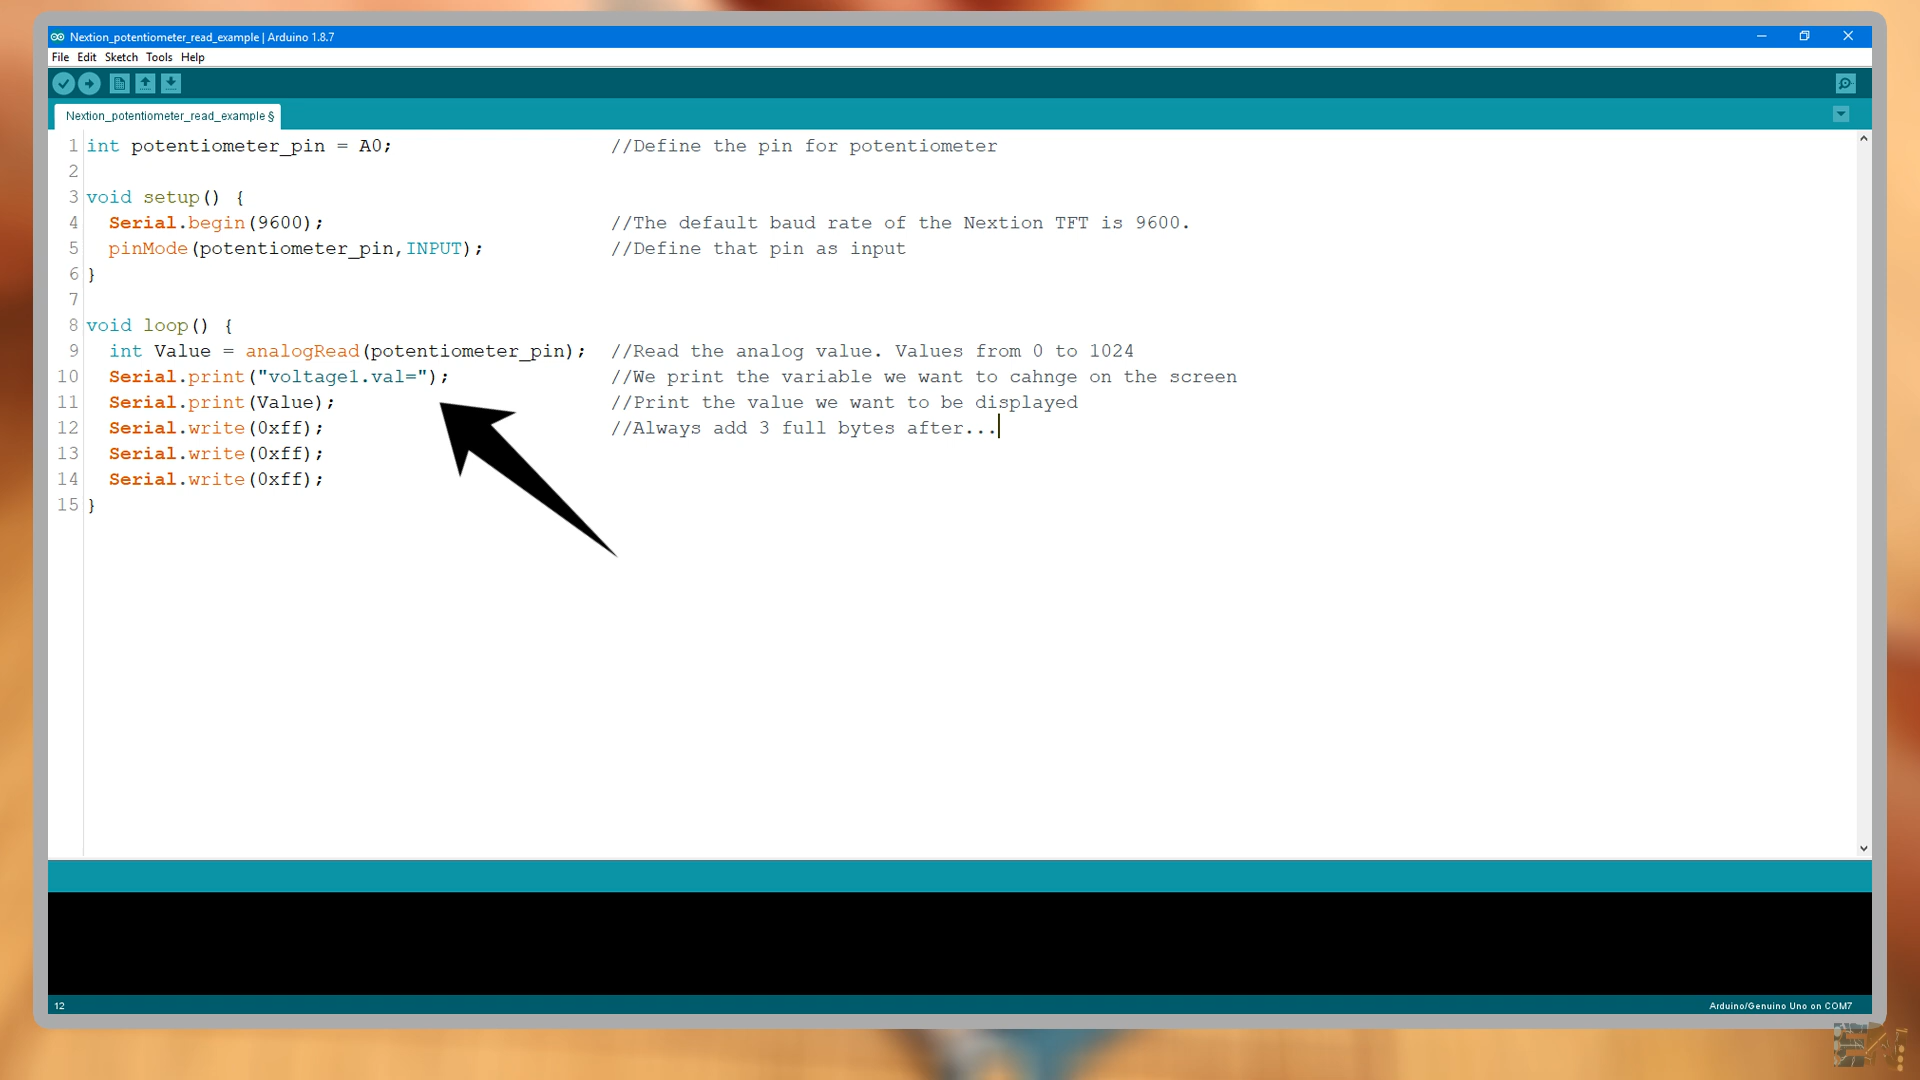 Nextion_potentiometer_read_example | Arduino 1.8.7
File Edit Sketch Tools Help
Nextion_potentiometer_read_example §
1 int potentiometer_pin = A0; //Define the pin for potentiometer
2
3 void setup() {
4 Serial.begin(9600); //The default baud rate of the Nextion TFT is 9600.
5 pinMode(potentiometer_pin,INPUT); //Define that pin as input
6 }
7
8 void loop() {
9 int Value = analogRead(potentiometer_pin); //Read the analog value. Values from 0 to 1024
10 Serial.print("voltage1.val="); //We print the variable we want to cahnge on the screen
11 Serial.print(Value); //Print the value we want to be displayed
12 Serial.write(0xff); //Always add 3 full bytes after...
13 Serial.write(0xff);
14 Serial.write(0xff);
15 }
12 Arduino/Genuino Uno on COM7